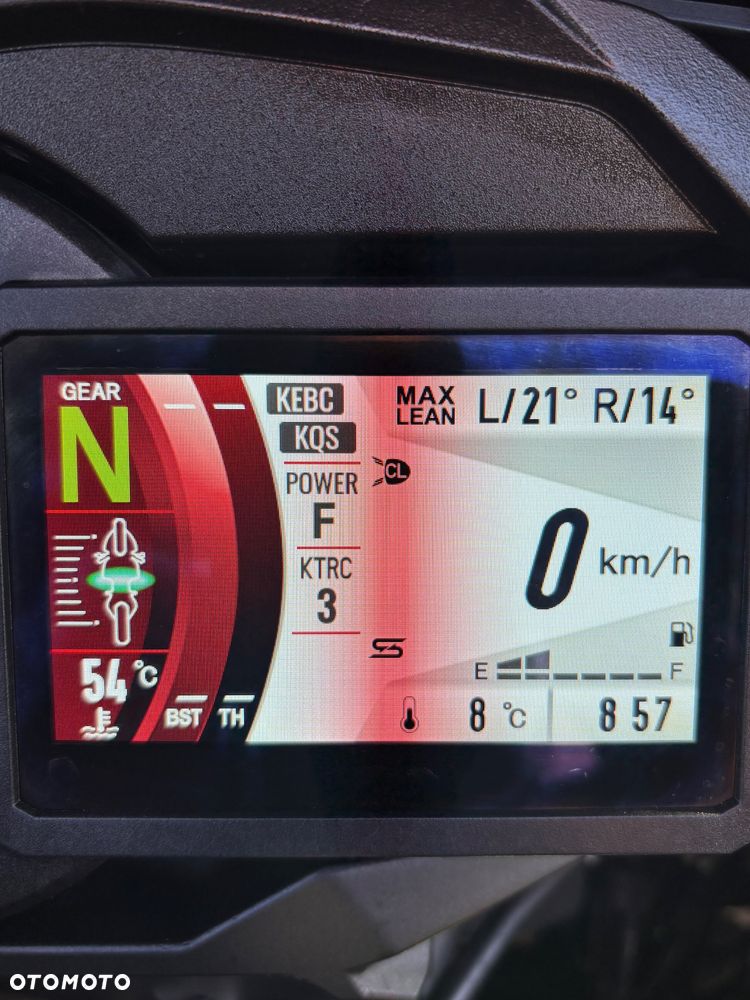 GEAR
N
KEBC
KQS
POWER
F
KTRC
3
54 °C
BST TH
MAX LEAN L/21° R/14°
CL
0 km/h
E F
8 °C 8 57
OTOMOTO